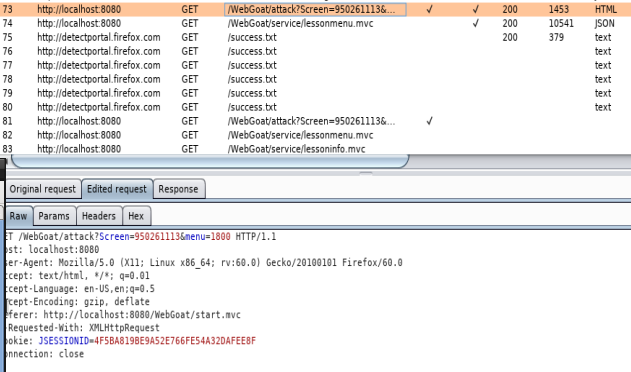 73 http://localhost:8080 GET /WebGoat/attack?Screen=950261113&... ✓ ✓ 200 1453 HTML
74 http://localhost:8080 GET /WebGoat/service/lessonmenu.mvc ✓ 200 10541 JSON
75 http://detectportal.firefox.com GET /success.txt 200 379 text
76 http://detectportal.firefox.com GET /success.txt text
77 http://detectportal.firefox.com GET /success.txt text
78 http://detectportal.firefox.com GET /success.txt text
79 http://detectportal.firefox.com GET /success.txt text
80 http://detectportal.firefox.com GET /success.txt text
81 http://localhost:8080 GET /WebGoat/attack?Screen=950261113&... ✓
82 http://localhost:8080 GET /WebGoat/service/lessonmenu.mvc
83 http://localhost:8080 GET /WebGoat/service/lessoninfo.mvc
Original request Edited request Response
Raw Params Headers Hex
ET /WebGoat/attack?Screen=950261113&menu=1800 HTTP/1.1
ost: localhost:8080
ser-Agent: Mozilla/5.0 (X11; Linux x86_64; rv:60.0) Gecko/20100101 Firefox/60.0
ccept: text/html, */*; q=0.01
ccept-Language: en-US,en;q=0.5
ccept-Encoding: gzip, deflate
eferer: http://localhost:8080/WebGoat/start.mvc
-Requested-With: XMLHttpRequest
ookie: JSESSIONID=4F5BA819BE9A52E766FE54A32DAFEE8F
onnection: close